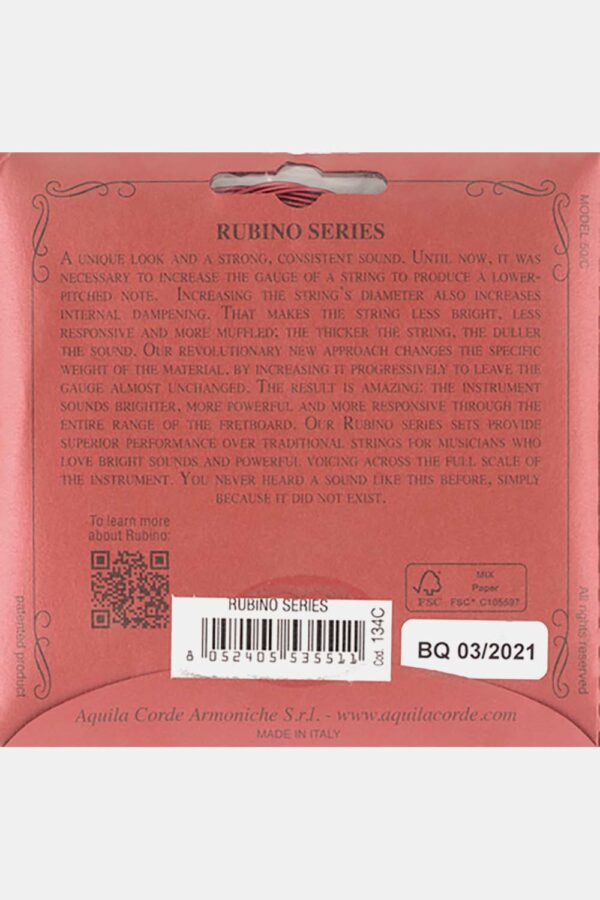 RUBINO SERIES
A UNIQUE LOOK AND A STRONG, CONSISTENT SOUND. UNTIL NOW, IT WAS
NECESSARY TO INCREASE THE GAUGE OF A STRING TO PRODUCE A LOWER-
PITCHED NOTE. INCREASING THE STRING'S DIAMETER ALSO INCREASES
INTERNAL DAMPENING. THAT MAKES THE STRING LESS BRIGHT, LESS
RESPONSIVE AND MORE MUFFLED; THE THICKER THE STRING, THE DULLER
THE SOUND. OUR REVOLUTIONARY NEW APPROACH CHANGES THE SPECIFIC
WEIGHT OF THE MATERIAL, BY INCREASING IT PROGRESSIVELY TO LEAVE THE
GAUGE ALMOST UNCHANGED. THE RESULT IS AMAZING: THE INSTRUMENT
SOUNDS BRIGHTER, MORE POWERFUL AND MORE RESPONSIVE THROUGH THE
ENTIRE RANGE OF THE FRETBOARD. OUR RUBINO SERIES SETS PROVIDE
SUPERIOR PERFORMANCE OVER TRADITIONAL STRINGS FOR MUSICIANS WHO
LOVE BRIGHT SOUNDS AND POWERFUL VOICING ACROSS THE FULL SCALE OF
THE INSTRUMENT. YOU NEVER HEARD A SOUND LIKE THIS BEFORE, SIMPLY
BECAUSE IT DID NOT EXIST.
MODEL 50/C
To learn more
about Rubino:
MIX
Paper
FSC
FSC® C105597
RUBINO SERIES
8 052405 535511
Cod. 134C
BQ 03/2021
patented product
All rights reserved
Aquila Corde Armoniche S.r.l. - www.aquilacorde.com
MADE IN ITALY